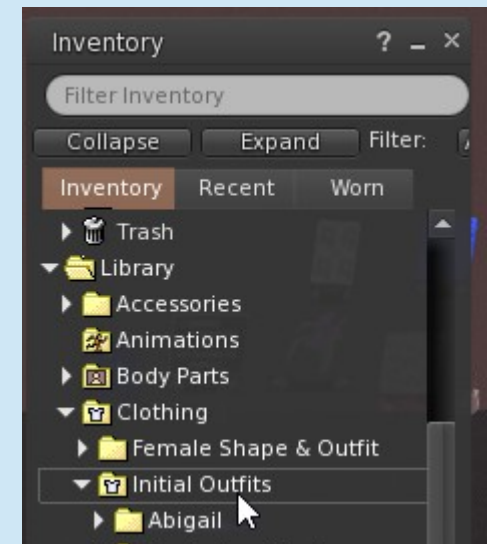 Inventory ? _ ×
Filter Inventory
Collapse Expand Filter:
Inventory Recent Worn
Trash
Library
Accessories
Animations
Body Parts
Clothing
Female Shape & Outfit
Initial Outfits
Abigail